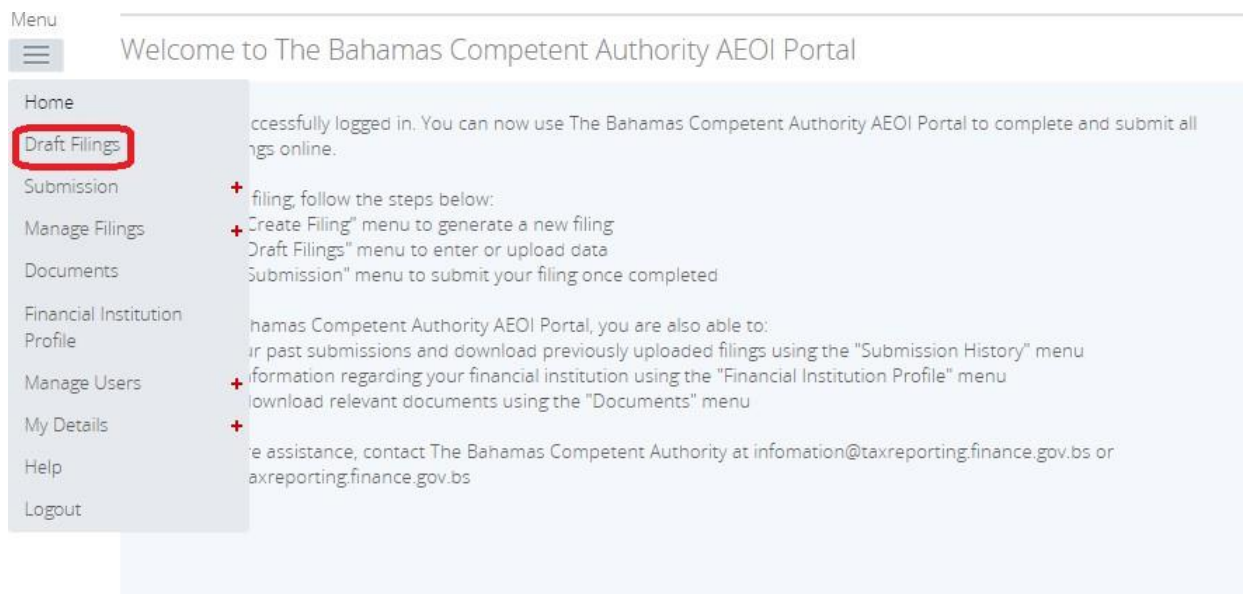 Menu
Welcome to The Bahamas Competent Authority AEOI Portal
Home
Draft Filings
Submission
Manage Filings
Documents
Financial Institution
Profile
Manage Users
My Details
Help
Logout
ccessfully logged in. You can now use The Bahamas Competent Authority AEOI Portal to complete and submit all
ngs online.
filing, follow the steps below:
Create Filing" menu to generate a new filing
Draft Filings" menu to enter or upload data
Submission" menu to submit your filing once completed
hamas Competent Authority AEOI Portal, you are also able to:
ur past submissions and download previously uploaded filings using the "Submission History" menu
nformation regarding your financial institution using the "Financial Institution Profile" menu
download relevant documents using the "Documents" menu
re assistance, contact The Bahamas Competent Authority at infomation@taxreporting.finance.gov.bs or
axreporting.finance.gov.bs